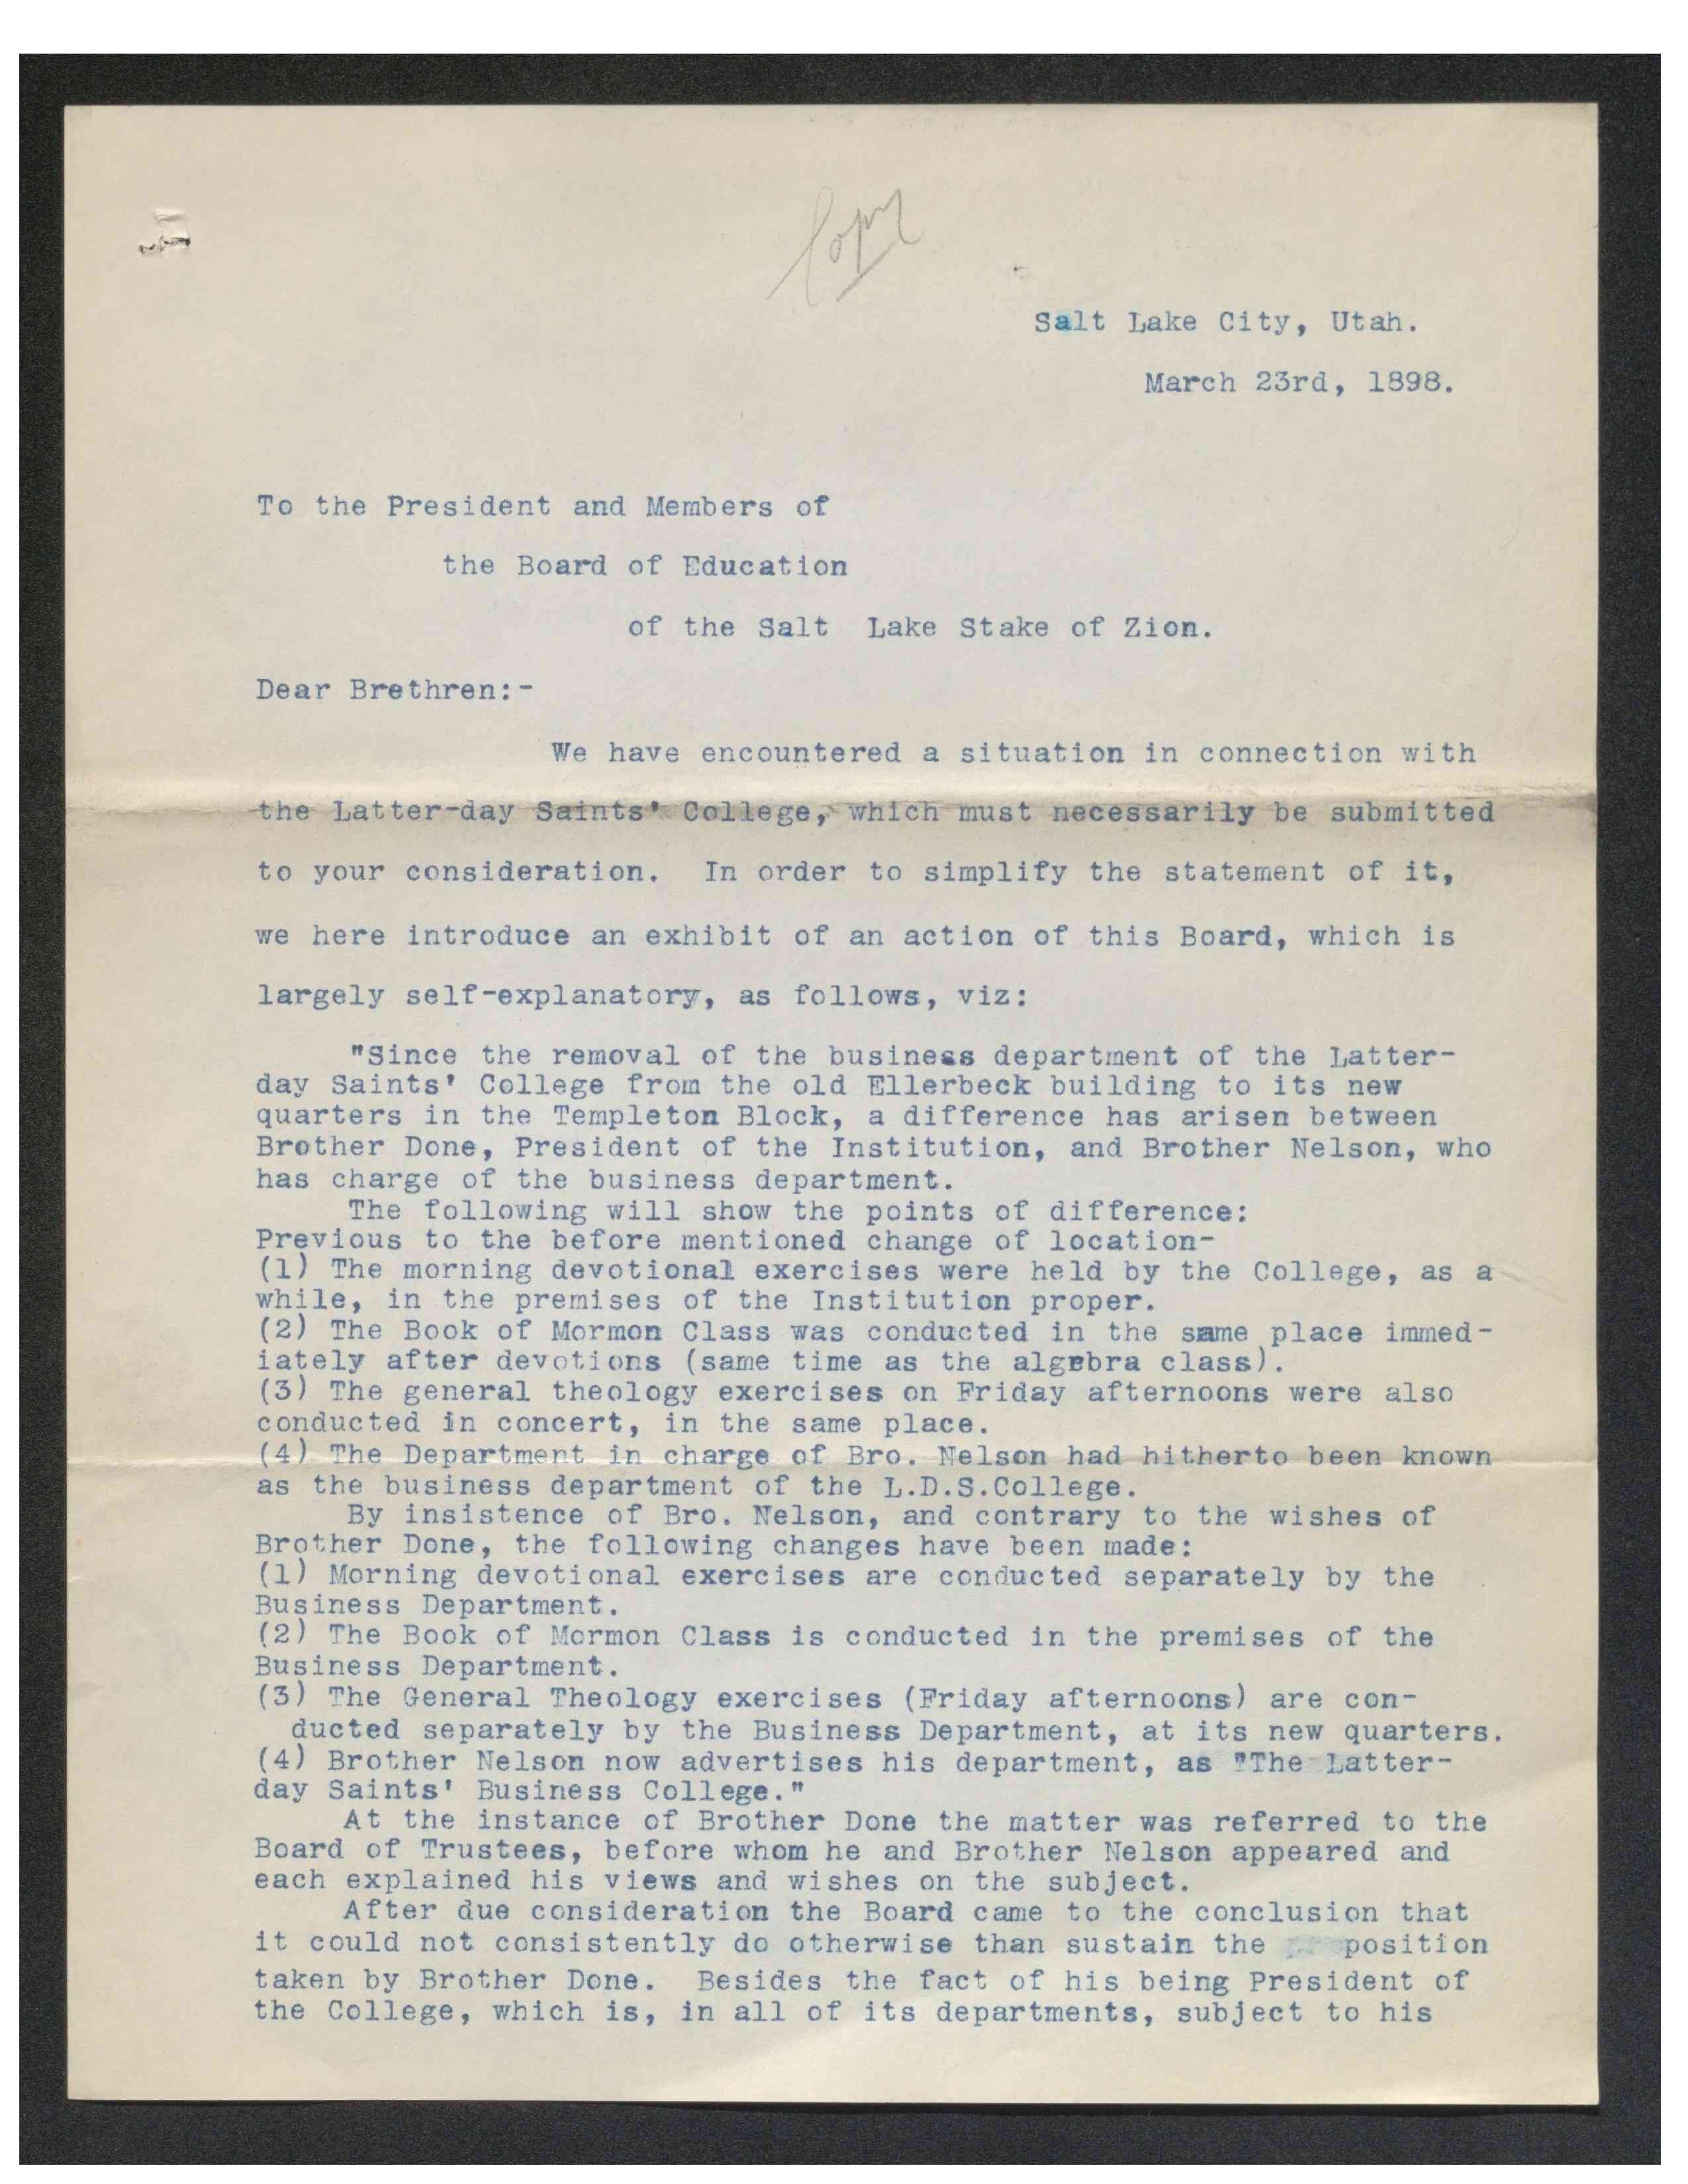 Copy
Salt Lake City, Utah.
March 23rd, 1898.
To the President and Members of
the Board of Education
of the Salt Lake Stake of Zion.
Dear Brethren:-
We have encountered a situation in connection with
the Latter-day Saints' College, which must necessarily be submitted
to your consideration. In order to simplify the statement of it,
we here introduce an exhibit of an action of this Board, which is
largely self-explanatory, as follows, viz:
"Since the removal of the business department of the Latter-
day Saints' College from the old Ellerbeck building to its new
quarters in the Templeton Block, a difference has arisen between
Brother Done, President of the Institution, and Brother Nelson, who
has charge of the business department.
The following will show the points of difference:
Previous to the before mentioned change of location-
(1) The morning devotional exercises were held by the College, as a
while, in the premises of the Institution proper.
(2) The Book of Mormon Class was conducted in the same place immed-
iately after devotions (same time as the algebra class).
(3) The general theology exercises on Friday afternoons were also
conducted in concert, in the same place.
(4) The Department in charge of Bro. Nelson had hitherto been known
as the business department of the L.D.S.College.
By insistence of Bro. Nelson, and contrary to the wishes of
Brother Done, the following changes have been made:
(1) Morning devotional exercises are conducted separately by the
Business Department.
(2) The Book of Mormon Class is conducted in the premises of the
Business Department.
(3) The General Theology exercises (Friday afternoons) are con-
ducted separately by the Business Department, at its new quarters.
(4) Brother Nelson now advertises his department, as "The Latter-
day Saints' Business College."
At the instance of Brother Done the matter was referred to the
Board of Trustees, before whom he and Brother Nelson appeared and
each explained his views and wishes on the subject.
After due consideration the Board came to the conclusion that
it could not consistently do otherwise than sustain the position
taken by Brother Done. Besides the fact of his being President of
the College, which is, in all of its departments, subject to his